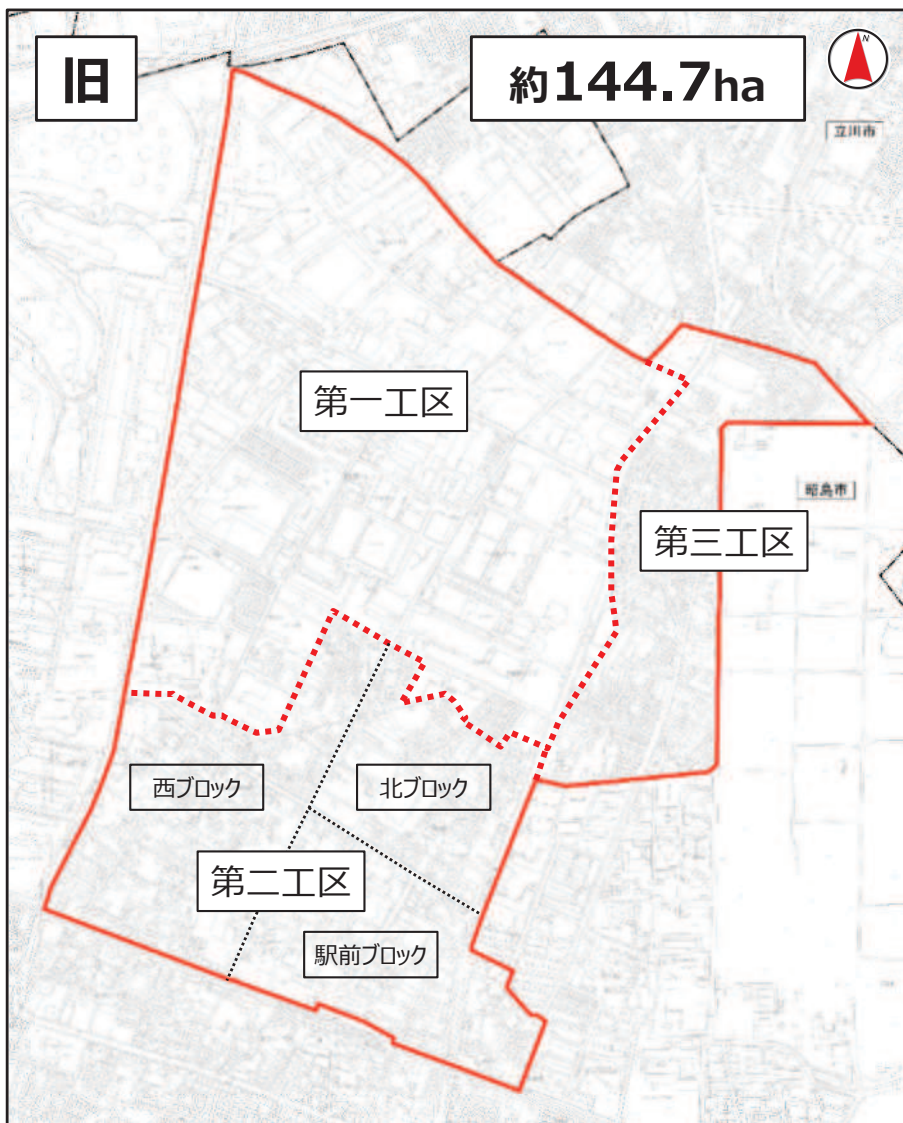 旧
約144.7ha
N
立川市
第一工区
昭島市
第三工区
西ブロック
北ブロック
第二工区
駅前ブロック